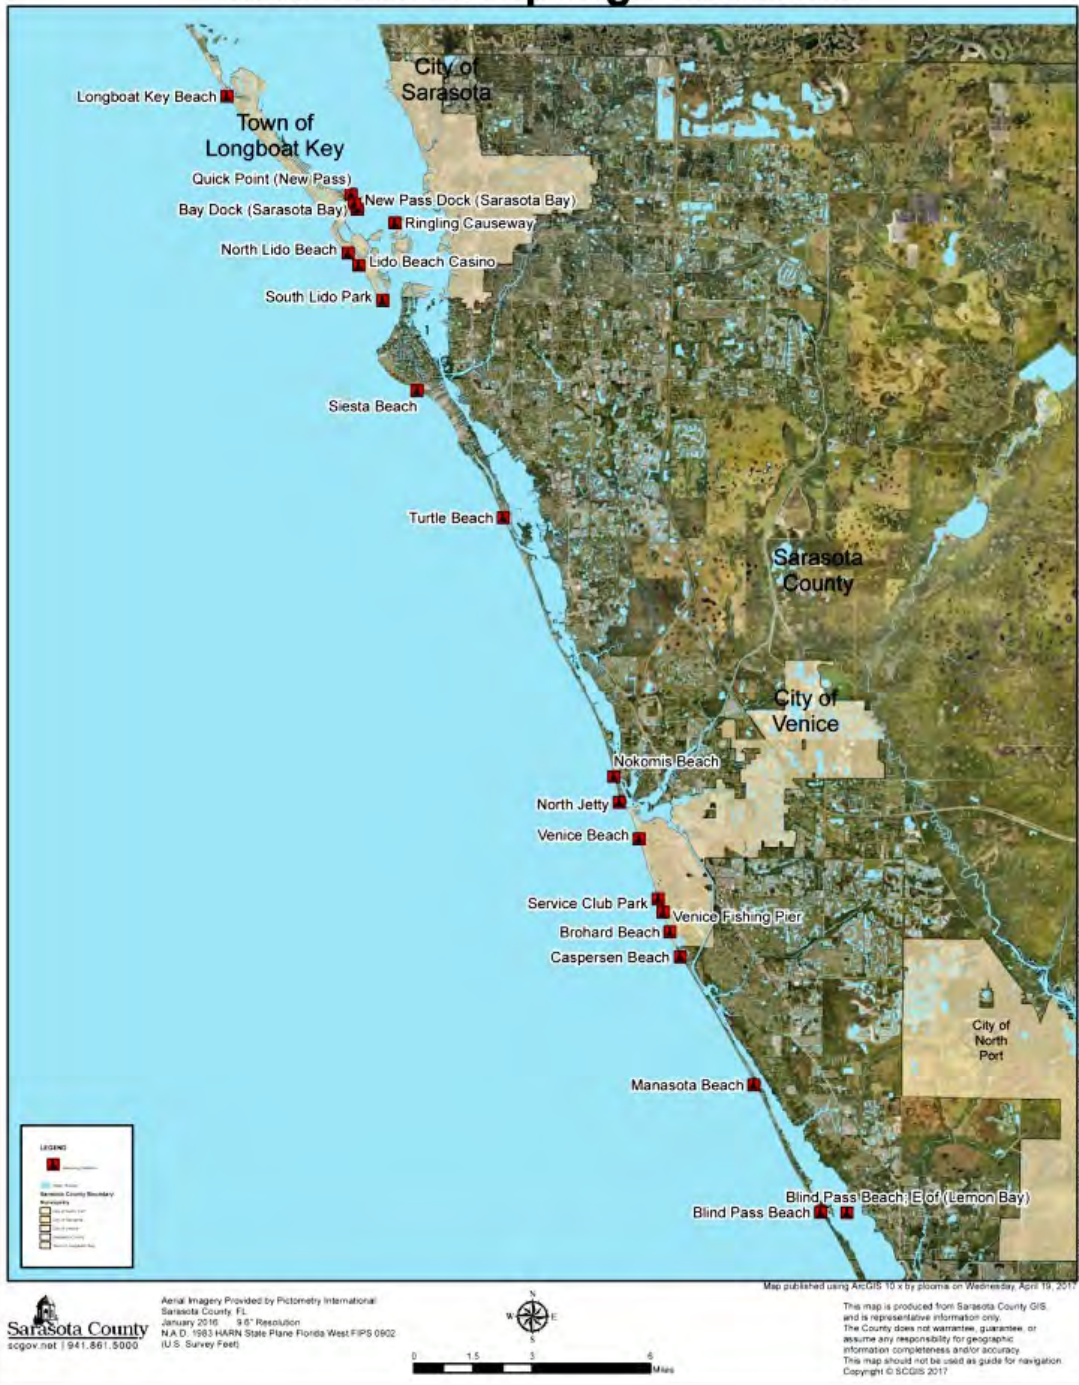 Longboat Key Beach
City of
Sarasota
Town of
Longboat Key
Quick Point (New Pass)
New Pass Dock (Sarasota Bay)
Bay Dock (Sarasota Bay)
Ringling Causeway
North Lido Beach
Lido Beach Casino
South Lido Park
1
Siesta Beach
Turtle Beach
Sarasota
County
City of
Venice
Nokomis Beach
North Jetty
Venice Beach
Service Club Park
Venice Fishing Pier
Brohard Beach
Caspersen Beach
City of
North
Port
Manasota Beach
Blind Pass Beach; E of (Lemon Bay)
Blind Pass Beach
LEGEND
Sarasota County Boundary
Municipality
Map published using ArcGIS 10.x by ploomis on Wednesday, April 19, 2017
Sarasota County
scgov.net | 941.861.5000
Aerial Imagery Provided by Pictometry International
Sarasota County, FL
January 2016 9.6" Resolution
N.A.D. 1983 HARN State Plane Florida West FIPS 0902
(U.S. Survey Feet)
N
W E
S
0 1.5 3 6
Miles
This map is produced from Sarasota County GIS,
and is representative information only.
The County does not warrantee, guarantee, or
assume any responsibility for geographic
information completeness and/or accuracy.
This map should not be used as guide for navigation.
Copyright © SCGIS 2017